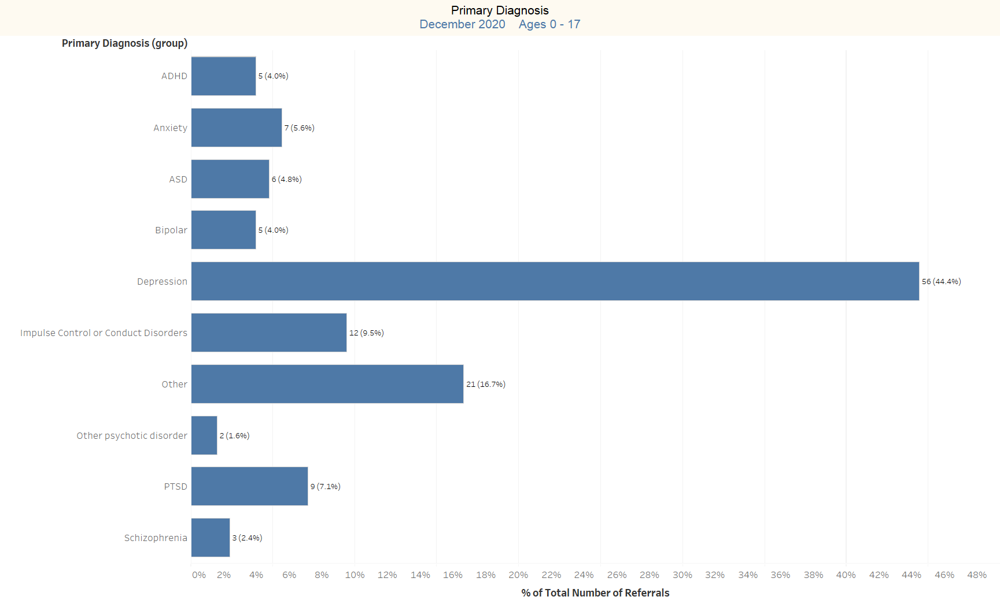 Primary Diagnosis
December 2020 Ages 0 - 17
Primary Diagnosis (group)
ADHD 5 (4.0%)
Anxiety 7 (5.6%)
ASD 6 (4.8%)
Bipolar 5 (4.0%)
Depression 56 (44.4%)
Impulse Control or Conduct Disorders 12 (9.5%)
Other 21 (16.7%)
Other psychotic disorder 2 (1.6%)
PTSD 9 (7.1%)
Schizophrenia 3 (2.4%)
0% 2% 4% 6% 8% 10% 12% 14% 16% 18% 20% 22% 24% 26% 28% 30% 32% 34% 36% 38% 40% 42% 44% 46% 48%
% of Total Number of Referrals